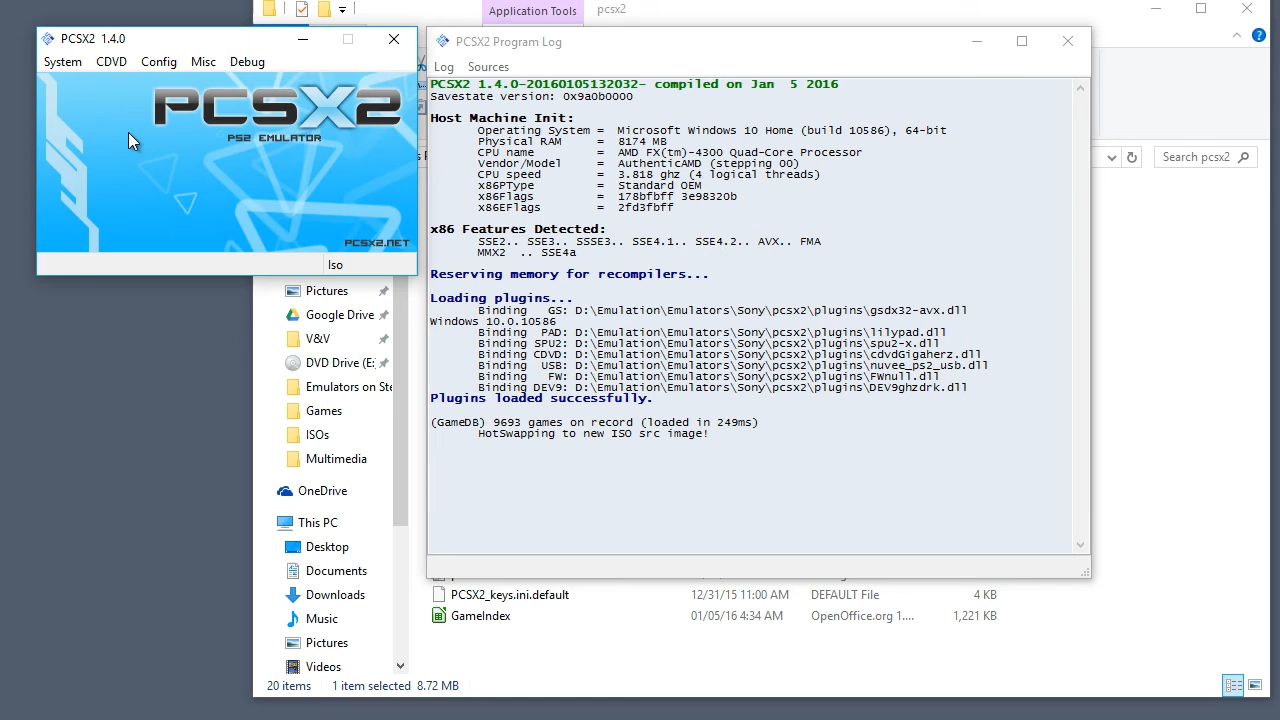 Application Tools
pcsx2
PCSX2 1.4.0
System CDVD Config Misc Debug
PCSX2
PS2 EMULATOR
PCSX2.NET
Iso
PCSX2 Program Log
Log Sources
PCSX2 1.4.0-20160105132032- compiled on Jan  5 2016
Savestate version: 0x9a0b0000
Host Machine Init:
Operating System =  Microsoft Windows 10 Home (build 10586), 64-bit
Physical RAM     =  8174 MB
CPU name         =  AMD FX(tm)-4300 Quad-Core Processor
Vendor/Model     =  AuthenticAMD (stepping 00)
CPU speed        =  3.818 ghz (4 logical threads)
x86PType         =  Standard OEM
x86Flags         =  178bfbff 3e98320b
x86EFlags        =  2fd3fbff
x86 Features Detected:
SSE2.. SSE3.. SSSE3.. SSE4.1.. SSE4.2.. AVX.. FMA
MMX2  .. SSE4a
Reserving memory for recompilers...
Loading plugins...
Binding   GS: D:\Emulation\Emulators\Sony\pcsx2\plugins\gsdx32-avx.dll
Windows 10.0.10586
Binding  PAD: D:\Emulation\Emulators\Sony\pcsx2\plugins\lilypad.dll
Binding SPU2: D:\Emulation\Emulators\Sony\pcsx2\plugins\spu2-x.dll
Binding CDVD: D:\Emulation\Emulators\Sony\pcsx2\plugins\cdvdGigaherz.dll
Binding  USB: D:\Emulation\Emulators\Sony\pcsx2\plugins\nuvee_ps2_usb.dll
Binding   FW: D:\Emulation\Emulators\Sony\pcsx2\plugins\FWnull.dll
Binding DEV9: D:\Emulation\Emulators\Sony\pcsx2\plugins\DEV9ghzdrk.dll
Plugins loaded successfully.
(GameDB) 9693 games on record (loaded in 249ms)
HotSwapping to new ISO src image!
Search pcsx2
Pictures
Google Drive
V&V
DVD Drive (E:
Emulators on Ste
Games
ISOs
Multimedia
OneDrive
This PC
Desktop
Documents
Downloads
Music
Pictures
Videos
PCSX2_keys.ini.default 12/31/15 11:00 AM DEFAULT File 4 KB
GameIndex 01/05/16 4:34 AM OpenOffice.org 1.... 1,221 KB
20 items 1 item selected 8.72 MB